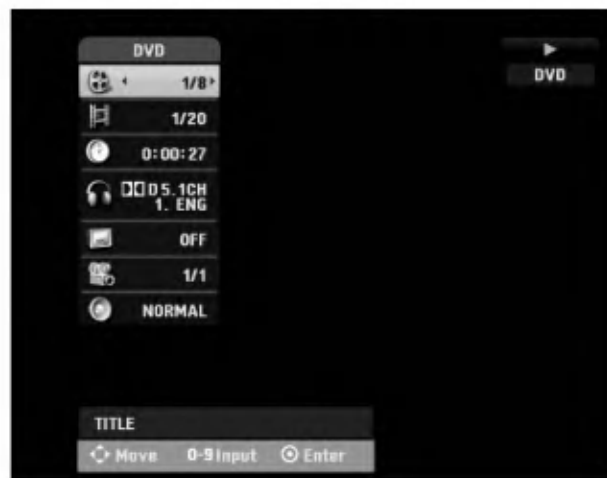 DVD
1/8
1/20
0:00:27
DD D 5.1CH
1. ENG
OFF
1/1
NORMAL
DVD
TITLE
Move 0-9 Input Enter